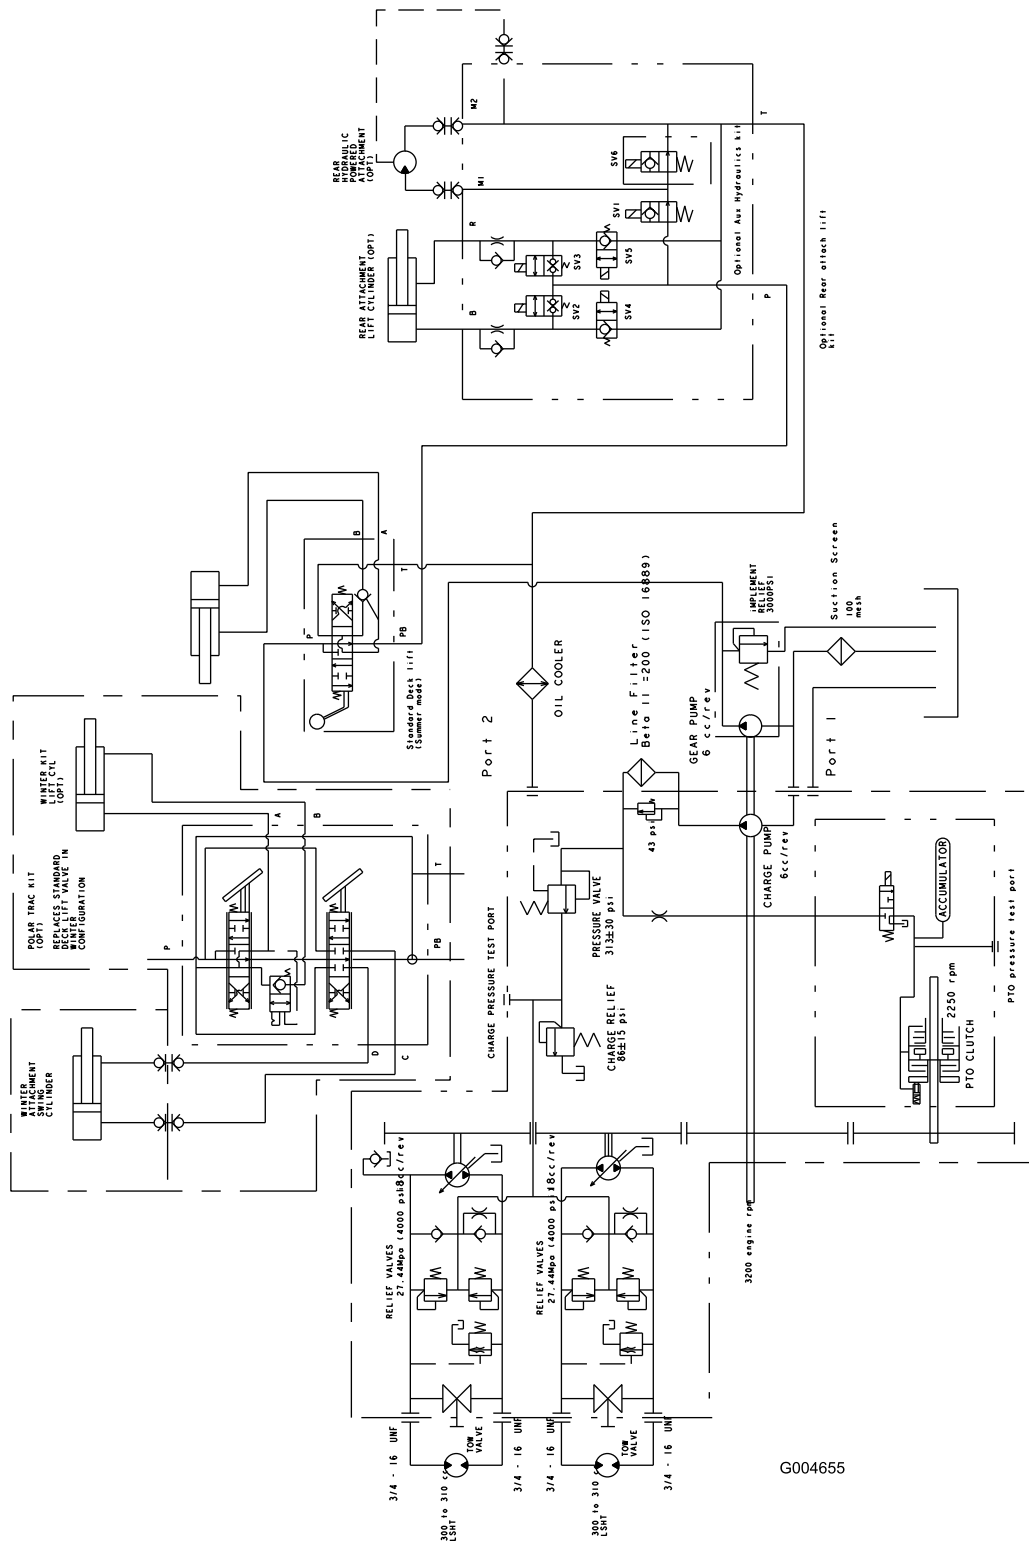 REAR
HYDRAULIC
POWERED
ATTACHMENT
(OPT)
M2
M1
T
SV6
SV1
Optional Aux Hydraulics kit
REAR ATTACHMENT
LIFT CYLINDER (OPT)
R
B
SV3
SV2
SV5
SV4
P
Optional Rear attach lift
kit
B
A
T
P
PB
Standard Deck lift
(Summer mode)
OIL COOLER
Port 2
Line Filter
Beta 11 =200 (ISO 16889)
GEAR PUMP
6 cc/rev
iMPLEMENT
RELIEF
3000PSI
Suction Screen
100
mesh
Port 1
WINTER KIT
LIFT CYL
(OPT)
A
B
POLAR TRAC KIT
(OPT)
REPLACES STANDARD
DECK LIFT VALVE IN
WINTER
CONFIGURATION
P
T
PB
D
C
WINTER
ATTACHMENT
SWING
CYLINDER
43 psi
CHARGE PUMP
6cc/rev
PRESSURE VALVE
313±30 psi
CHARGE PRESSURE TEST PORT
CHARGE RELIEF
86±15 psi
ACCUMULATOR
PTO pressure test port
2250 rpm
PTO CLUTCH
3200 engine rpm
RELIEF VALVES
27.44Mpa (4000 psi)
18cc/rev
RELIEF VALVES
27.44Mpa (4000 psi)
18cc/rev
3/4 - 16 UNF
TOW
VALVE
3/4 - 16 UNF
3/4 - 16 UNF
TOW
VALVE
3/4 - 16 UNF
300 to 310 c
LSHT
300 to 310 c
LSHT
G004655